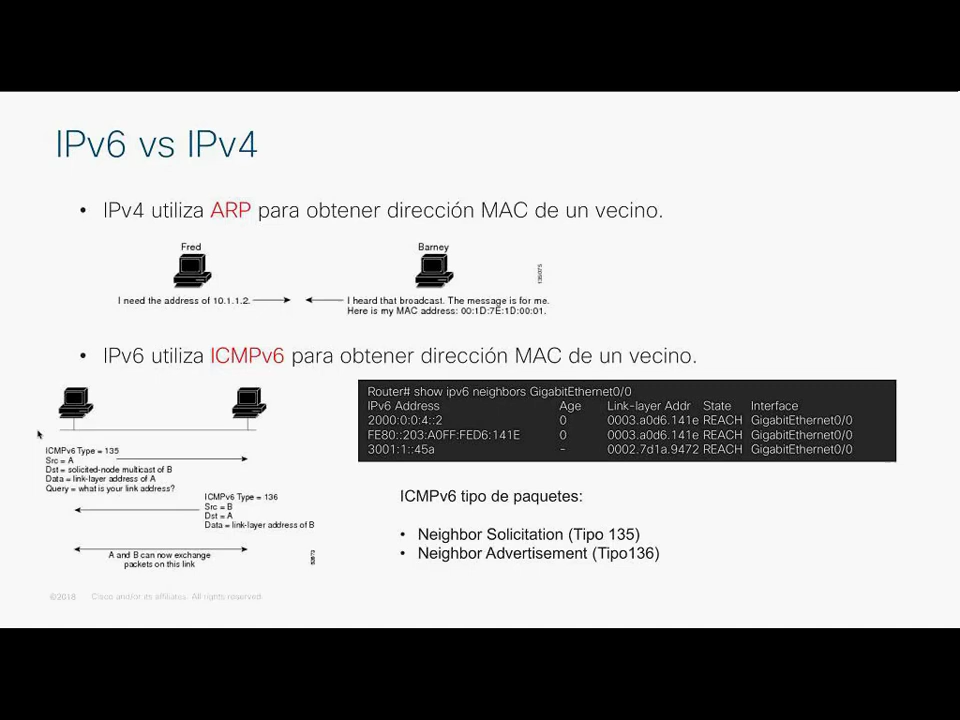 IPv6 vs IPv4
• IPv4 utiliza ARP para obtener dirección MAC de un vecino.
Fred
Barney
I need the address of 10.1.1.2.
I heard that broadcast. The message is for me.
Here is my MAC address: 00:1D:7E:1D:00:01.
135075
• IPv6 utiliza ICMPv6 para obtener dirección MAC de un vecino.
Router# show ipv6 neighbors GigabitEthernet0/0
IPv6 Address Age Link-layer Addr State Interface
2000:0:0:4::2 0 0003.a0d6.141e REACH GigabitEthernet0/0
FE80::203:A0FF:FED6:141E 0 0003.a0d6.141e REACH GigabitEthernet0/0
3001:1::45a - 0002.7d1a.9472 REACH GigabitEthernet0/0
ICMPv6 Type = 135
Src = A
Dst = solicited-node multicast of B
Data = link-layer address of A
Query = what is your link address?
ICMPv6 Type = 136
Src = B
Dst = A
Data = link-layer address of B
A and B can now exchange
packets on this link
52673
ICMPv6 tipo de paquetes:
• Neighbor Solicitation (Tipo 135)
• Neighbor Advertisement (Tipo136)
©2018 Cisco and/or its affiliates. All rights reserved.